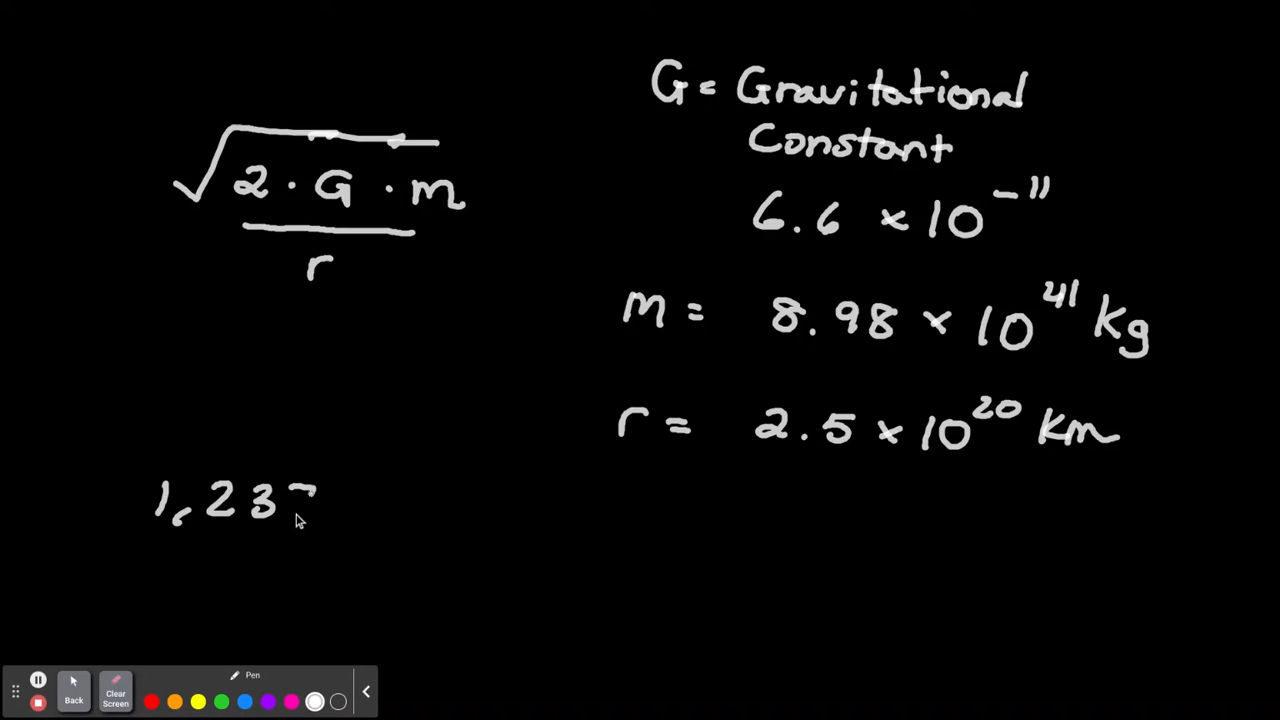 √2 · G · m
r
G = Gravitational
Constant
6.6 × 10⁻¹¹
m = 8.98 × 10⁴¹ kg
r = 2.5 × 10²⁰ km
1,23
Pen
Back
Clear
Screen